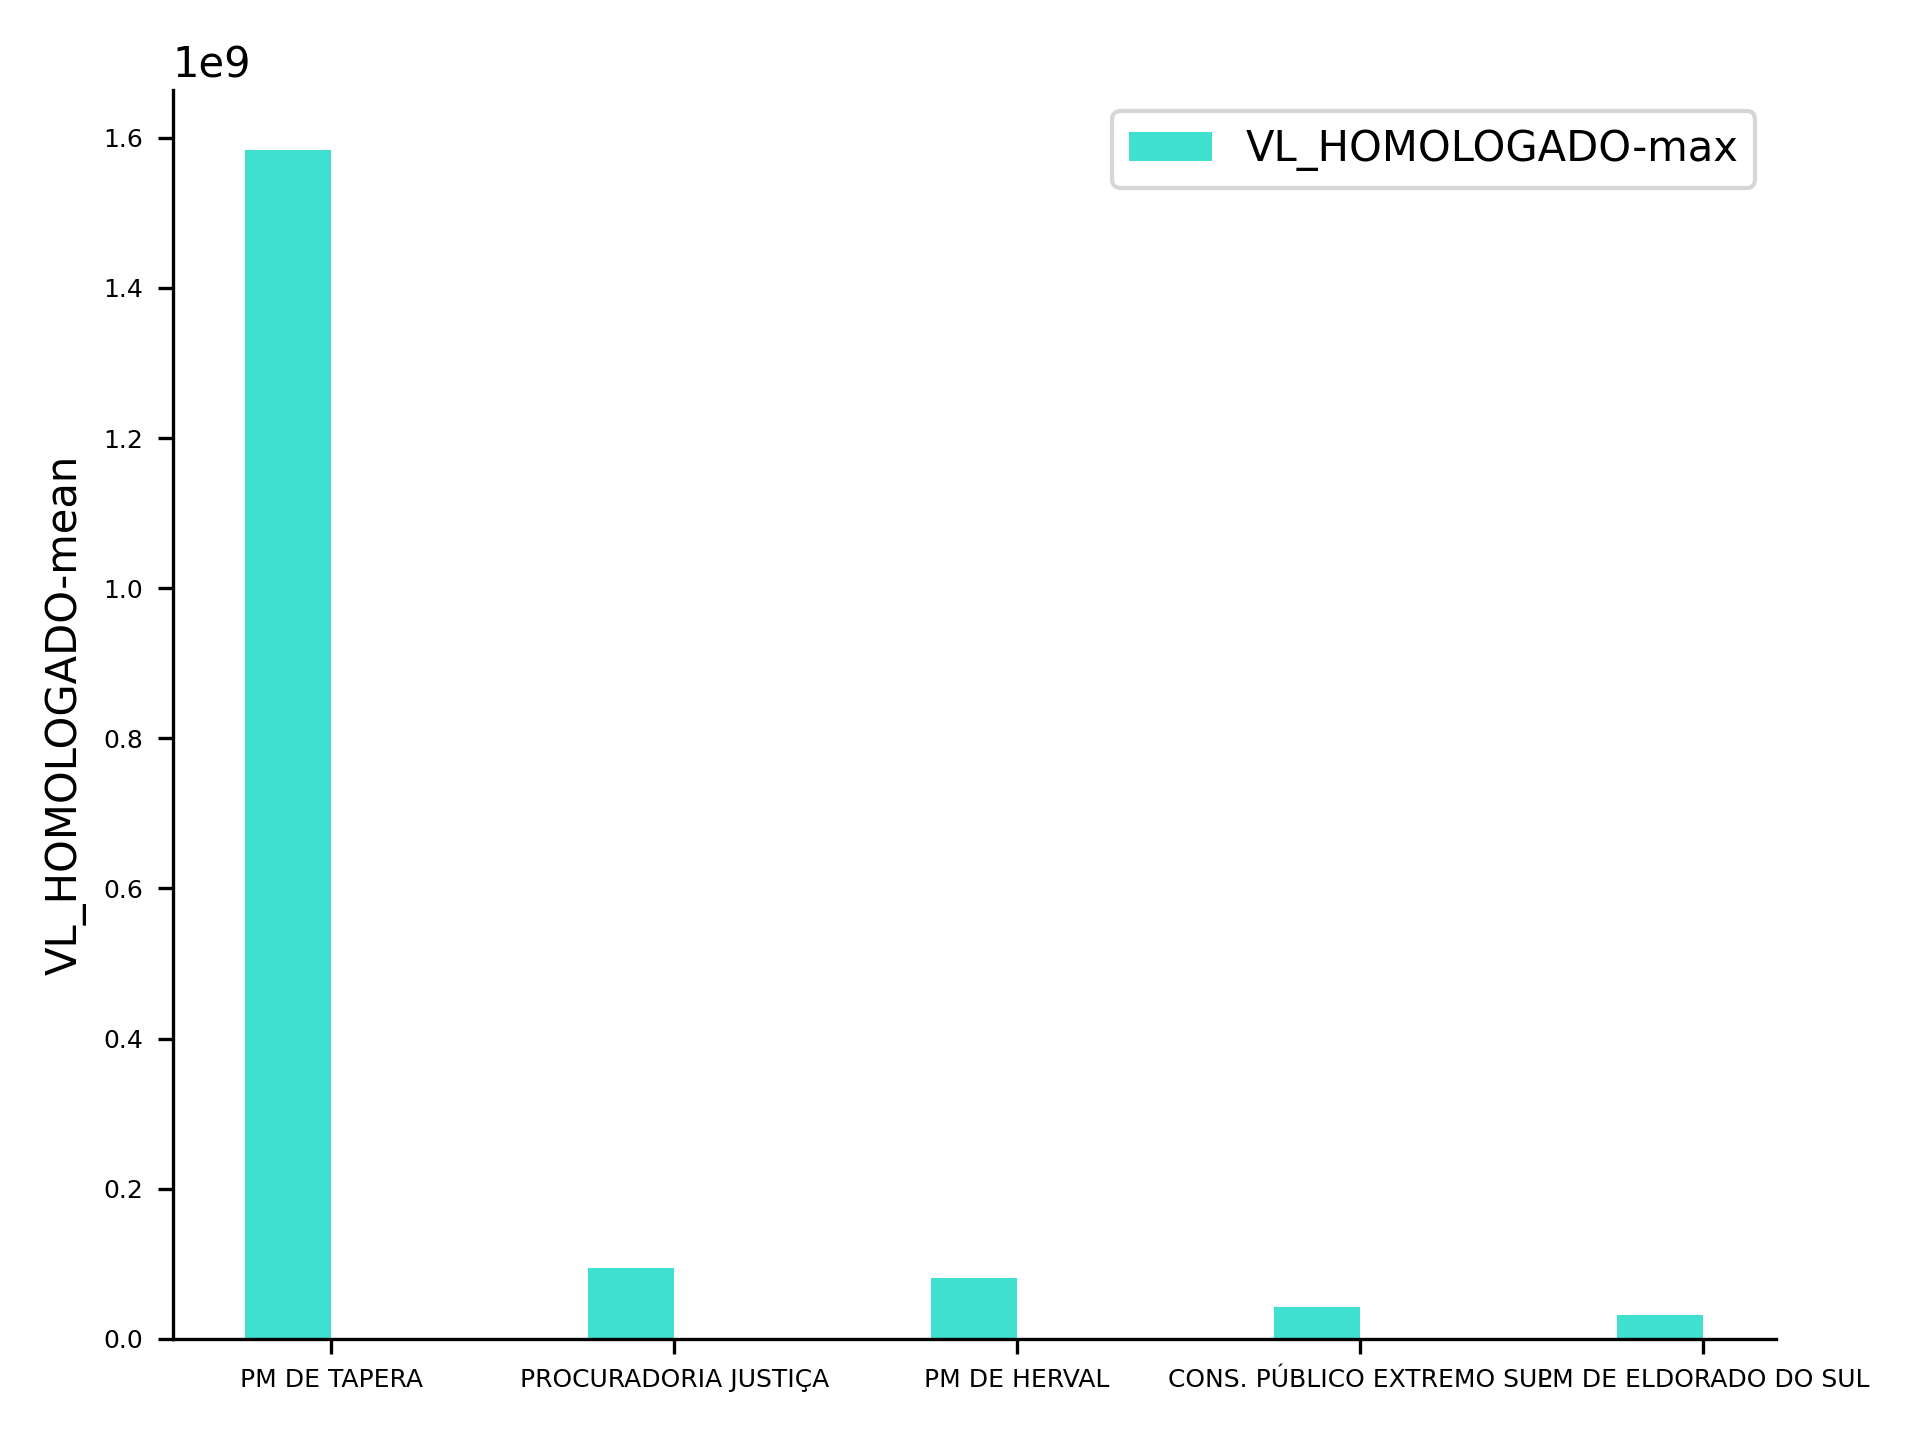 1e9
VL_HOMOLOGADO-max
VL_HOMOLOGADO-mean
1.6
1.4
1.2
1.0
0.8
0.6
0.4
0.2
0.0
PM DE TAPERA
PROCURADORIA JUSTIÇA
PM DE HERVAL
CONS. PÚBLICO EXTREMO SUL
PM DE ELDORADO DO SUL